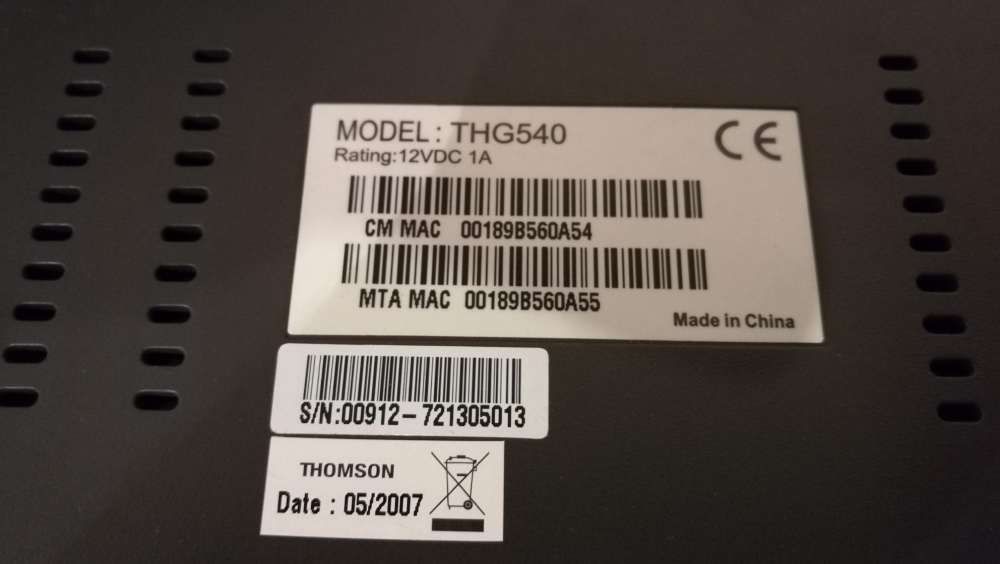 MODEL: THG540
Rating:12VDC 1A
CE
CM MAC 00189B560A54
MTA MAC 00189B560A55
Made in China
S/N:00912-721305013
THOMSON
Date : 05/2007